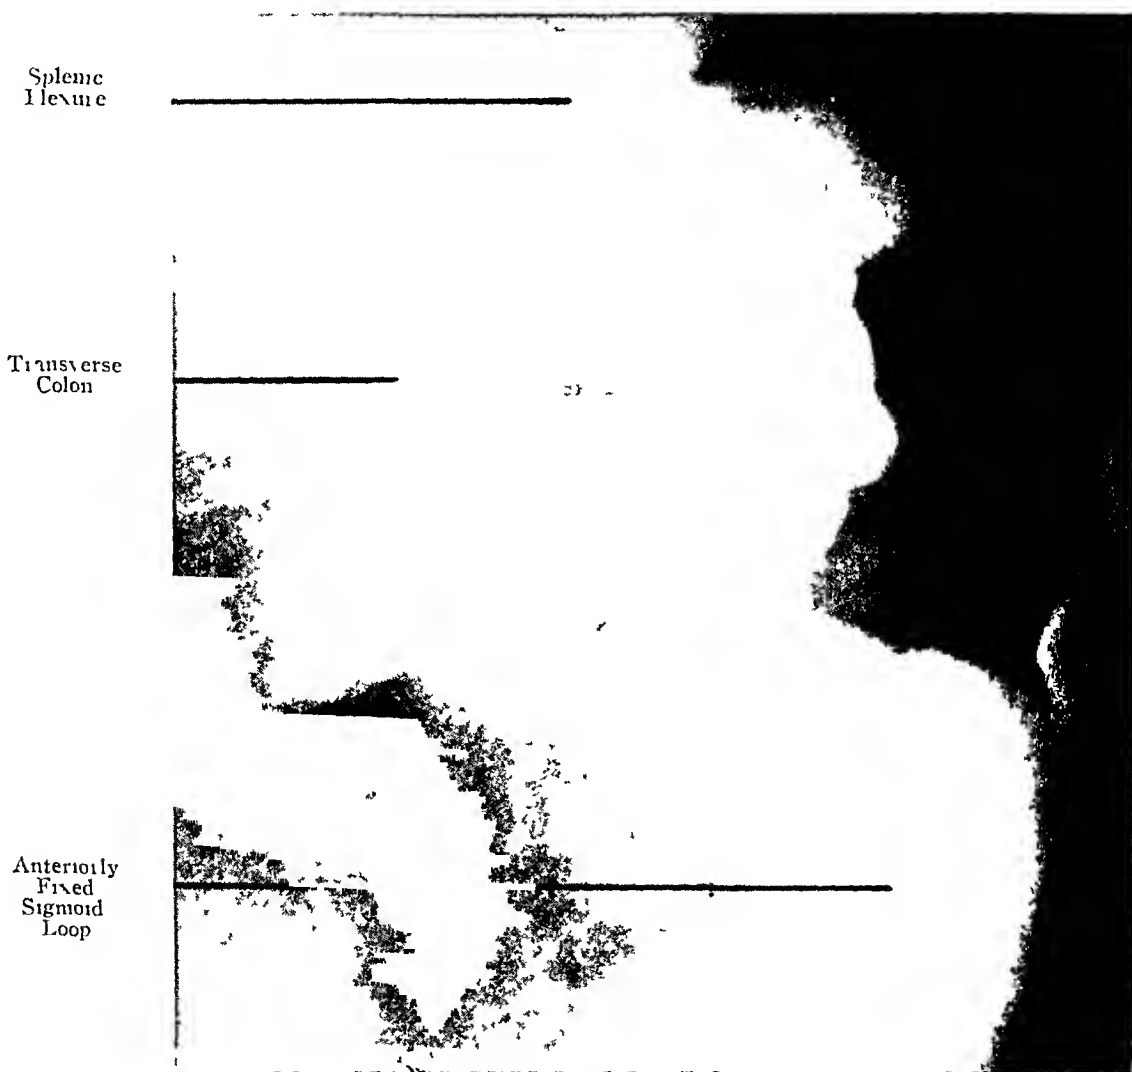 Splenic
Flexure
Transverse
Colon
Anteriorly
Fixed
Sigmoid
Loop